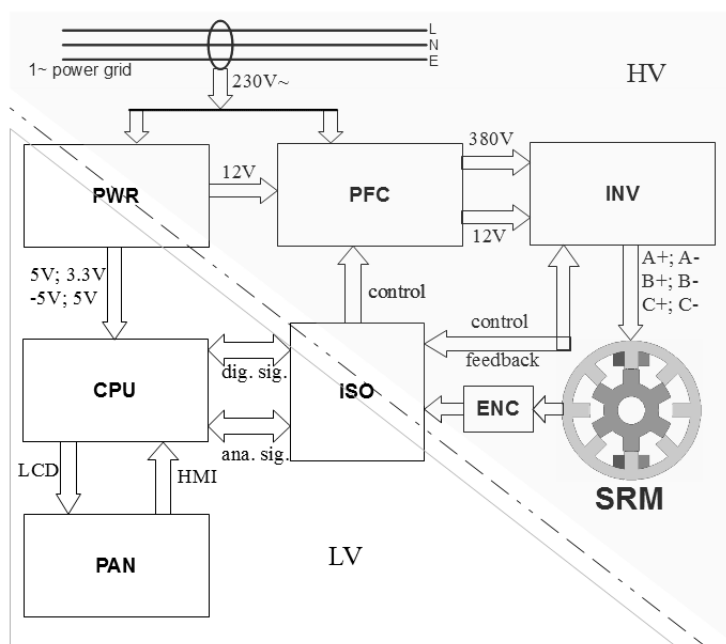 L
N
E
1~ power grid
230V~
HV
PWR
12V
PFC
380V
12V
INV
5V; 3.3V
-5V; 5V
control
A+; A-
B+; B-
C+; C-
CPU
dig. sig.
ana. sig.
ISO
control
feedback
ENC
SRM
LCD
HMI
PAN
LV